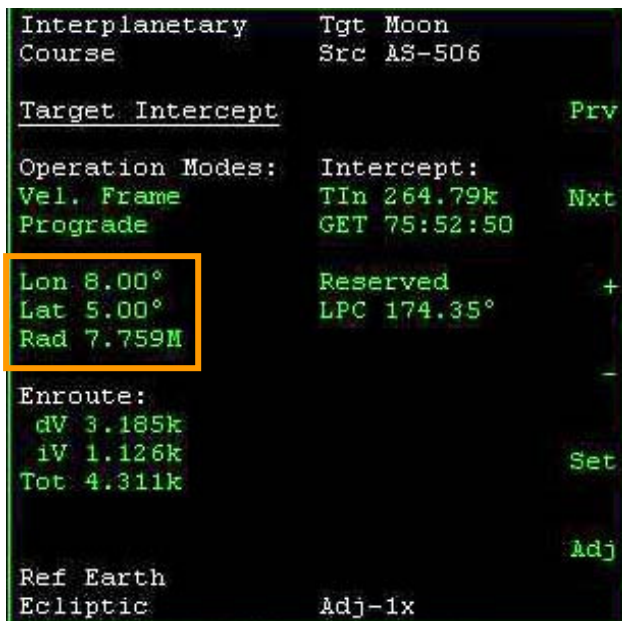 Interplanetary Tgt Moon
Course Src AS-506
Target Intercept Prv
Operation Modes: Intercept:
Vel. Frame TIn 264.79k Nxt
Prograde GET 75:52:50
Lon 8.00° Reserved +
Lat 5.00° LPC 174.35°
Rad 7.759M
-
Enroute:
dV 3.185k
iV 1.126k Set
Tot 4.311k
Adj
Ref Earth
Ecliptic Adj-1x